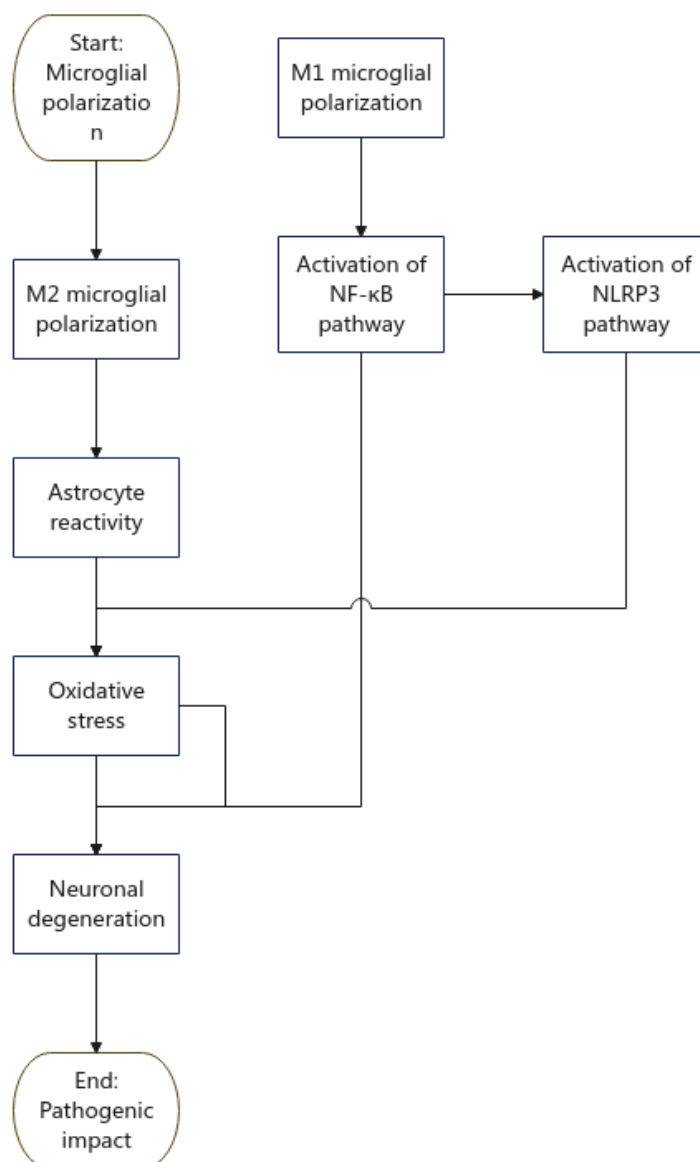 Start:
Microglial
polarizatio
n
M1 microglial
polarization
M2 microglial
polarization
Activation of
NF-κB
pathway
Activation of
NLRP3
pathway
Astrocyte
reactivity
Oxidative
stress
Neuronal
degeneration
End:
Pathogenic
impact